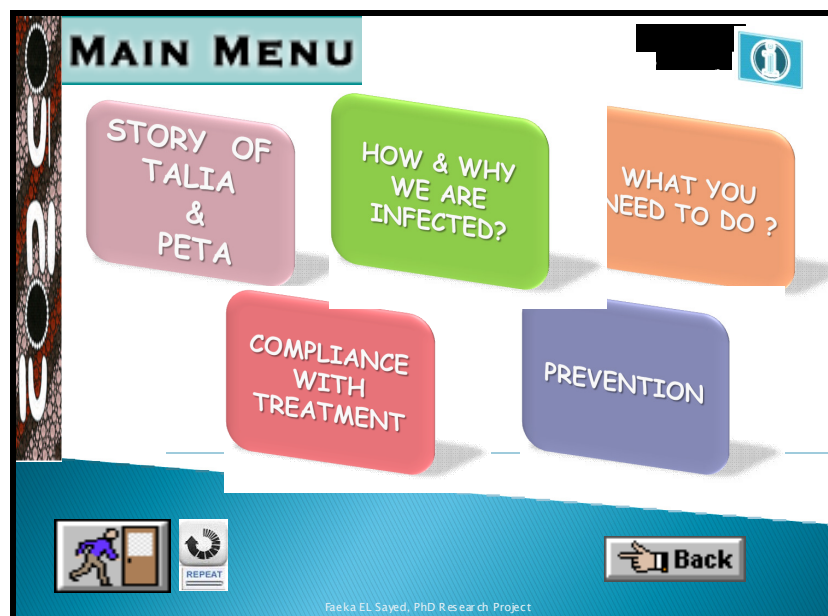 MAIN MENU
STORY OF
TALIA
&
PETA
HOW & WHY
WE ARE
INFECTED?
WHAT YOU
NEED TO DO ?
COMPLIANCE
WITH
TREATMENT
PREVENTION
REPEAT
Back
Faeka EL Sayed, PhD Research Project